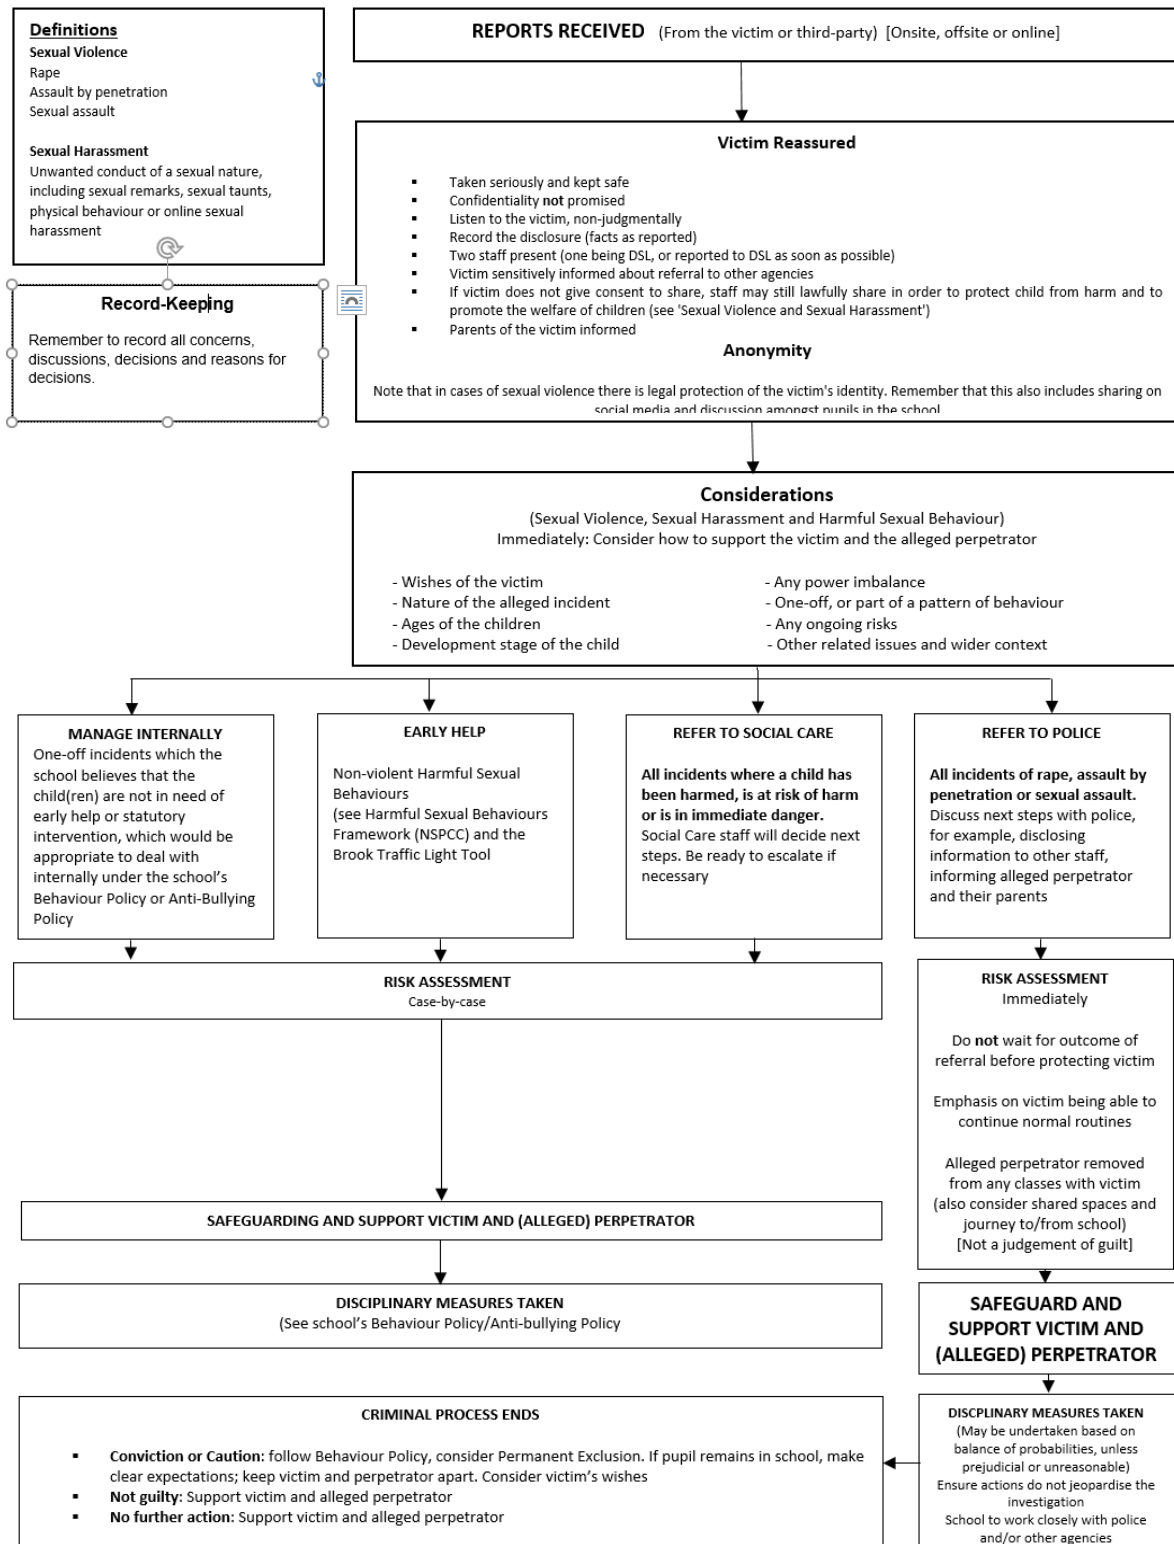 Definitions
Sexual Violence
Rape
Assault by penetration
Sexual assault
Sexual Harassment
Unwanted conduct of a sexual nature,
including sexual remarks, sexual taunts,
physical behaviour or online sexual
harassment
Record-Keeping
Remember to record all concerns,
discussions, decisions and reasons for
decisions.
REPORTS RECEIVED (From the victim or third-party) [Onsite, offsite or online]
Victim Reassured
▪ Taken seriously and kept safe
▪ Confidentiality not promised
▪ Listen to the victim, non-judgmentally
▪ Record the disclosure (facts as reported)
▪ Two staff present (one being DSL, or reported to DSL as soon as possible)
▪ Victim sensitively informed about referral to other agencies
▪ If victim does not give consent to share, staff may still lawfully share in order to protect child from harm and to
promote the welfare of children (see 'Sexual Violence and Sexual Harassment')
▪ Parents of the victim informed
Anonymity
Note that in cases of sexual violence there is legal protection of the victim's identity. Remember that this also includes sharing on
social media and discussion amongst pupils in the school
Considerations
(Sexual Violence, Sexual Harassment and Harmful Sexual Behaviour)
Immediately: Consider how to support the victim and the alleged perpetrator
- Wishes of the victim
- Nature of the alleged incident
- Ages of the children
- Development stage of the child
- Any power imbalance
- One-off, or part of a pattern of behaviour
- Any ongoing risks
- Other related issues and wider context
MANAGE INTERNALLY
One-off incidents which the
school believes that the
child(ren) are not in need of
early help or statutory
intervention, which would be
appropriate to deal with
internally under the school's
Behaviour Policy or Anti-Bullying
Policy
EARLY HELP
Non-violent Harmful Sexual
Behaviours
(see Harmful Sexual Behaviours
Framework (NSPCC) and the
Brook Traffic Light Tool
REFER TO SOCIAL CARE
All incidents where a child has
been harmed, is at risk of harm
or is in immediate danger.
Social Care staff will decide next
steps. Be ready to escalate if
necessary
REFER TO POLICE
All incidents of rape, assault by
penetration or sexual assault.
Discuss next steps with police,
for example, disclosing
information to other staff,
informing alleged perpetrator
and their parents
RISK ASSESSMENT
Case-by-case
SAFEGUARDING AND SUPPORT VICTIM AND (ALLEGED) PERPETRATOR
DISCIPLINARY MEASURES TAKEN
(See school's Behaviour Policy/Anti-bullying Policy
RISK ASSESSMENT
Immediately
Do not wait for outcome of
referral before protecting victim
Emphasis on victim being able to
continue normal routines
Alleged perpetrator removed
from any classes with victim
(also consider shared spaces and
journey to/from school)
[Not a judgement of guilt]
SAFEGUARD AND
SUPPORT VICTIM AND
(ALLEGED) PERPETRATOR
DISCPLINARY MEASURES TAKEN
(May be undertaken based on
balance of probabilities, unless
prejudicial or unreasonable)
Ensure actions do not jeopardise the
investigation
School to work closely with police
and/or other agencies
CRIMINAL PROCESS ENDS
▪ Conviction or Caution: follow Behaviour Policy, consider Permanent Exclusion. If pupil remains in school, make
clear expectations; keep victim and perpetrator apart. Consider victim's wishes
▪ Not guilty: Support victim and alleged perpetrator
▪ No further action: Support victim and alleged perpetrator